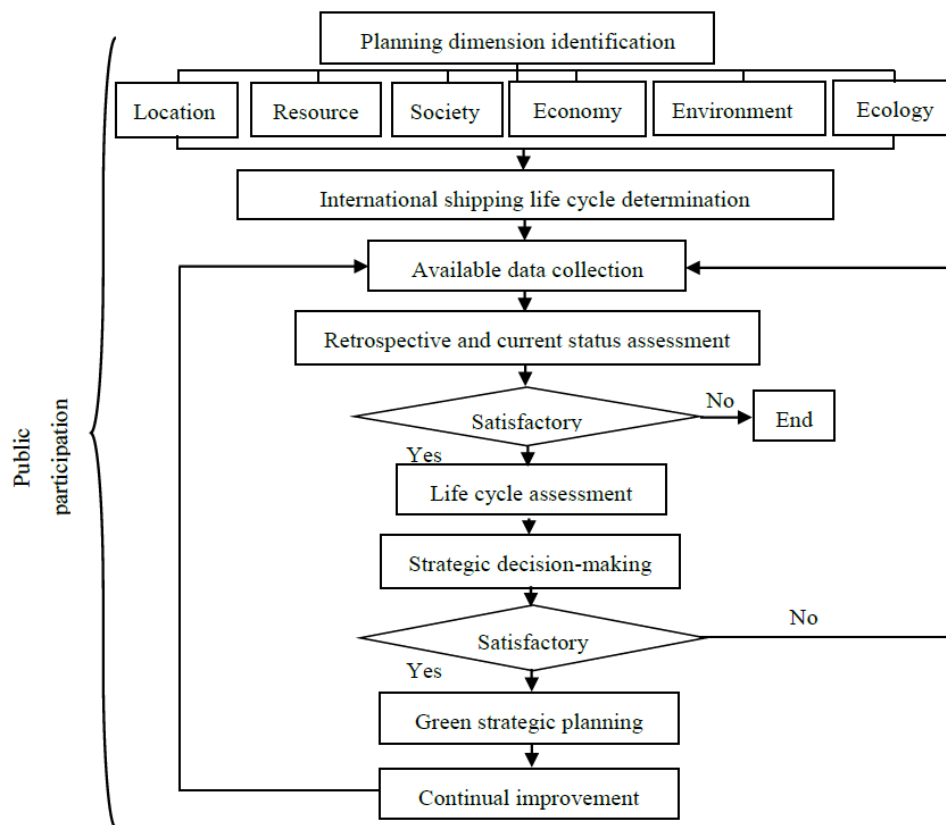 Planning dimension identification
Location
Resource
Society
Economy
Environment
Ecology
International shipping life cycle determination
Available data collection
Retrospective and current status assessment
Satisfactory
No
End
Yes
Life cycle assessment
Strategic decision-making
Satisfactory
No
Yes
Green strategic planning
Continual improvement
Public
participation